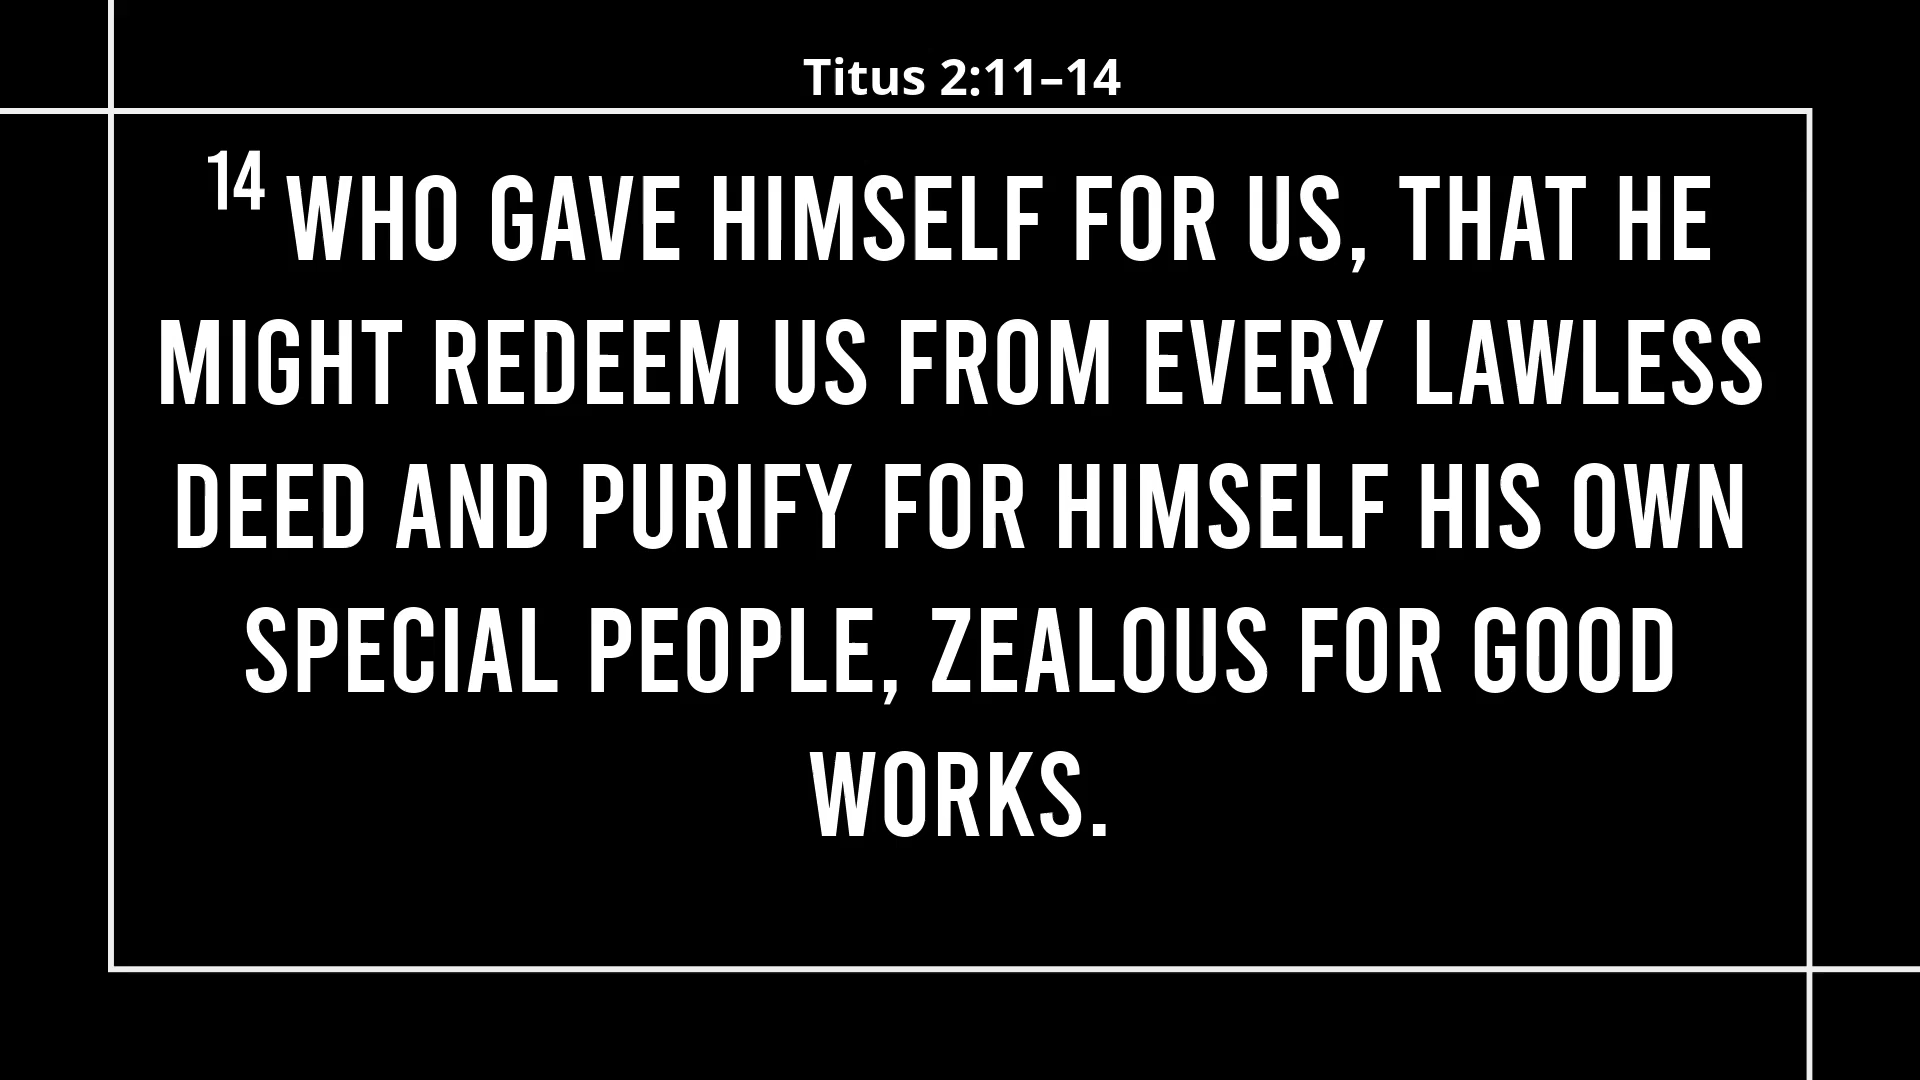 Titus 2:11–14
14 WHO GAVE HIMSELF FOR US, THAT HE
MIGHT REDEEM US FROM EVERY LAWLESS
DEED AND PURIFY FOR HIMSELF HIS OWN
SPECIAL PEOPLE, ZEALOUS FOR GOOD
WORKS.